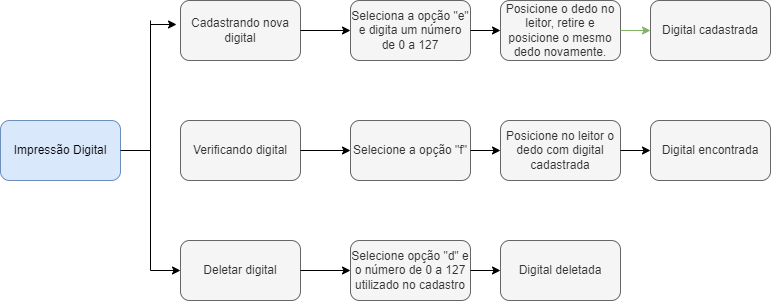 Cadastrando nova
digital
Seleciona a opção "e"
e digita um número
de 0 a 127
Posicione o dedo no
leitor, retire e
posicione o mesmo
dedo novamente.
Digital cadastrada
Impressão Digital
Verificando digital
Selecione a opção "f"
Posicione no leitor o
dedo com digital
cadastrada
Digital encontrada
Deletar digital
Selecione opção "d" e
o número de 0 a 127
utilizado no cadastro
Digital deletada